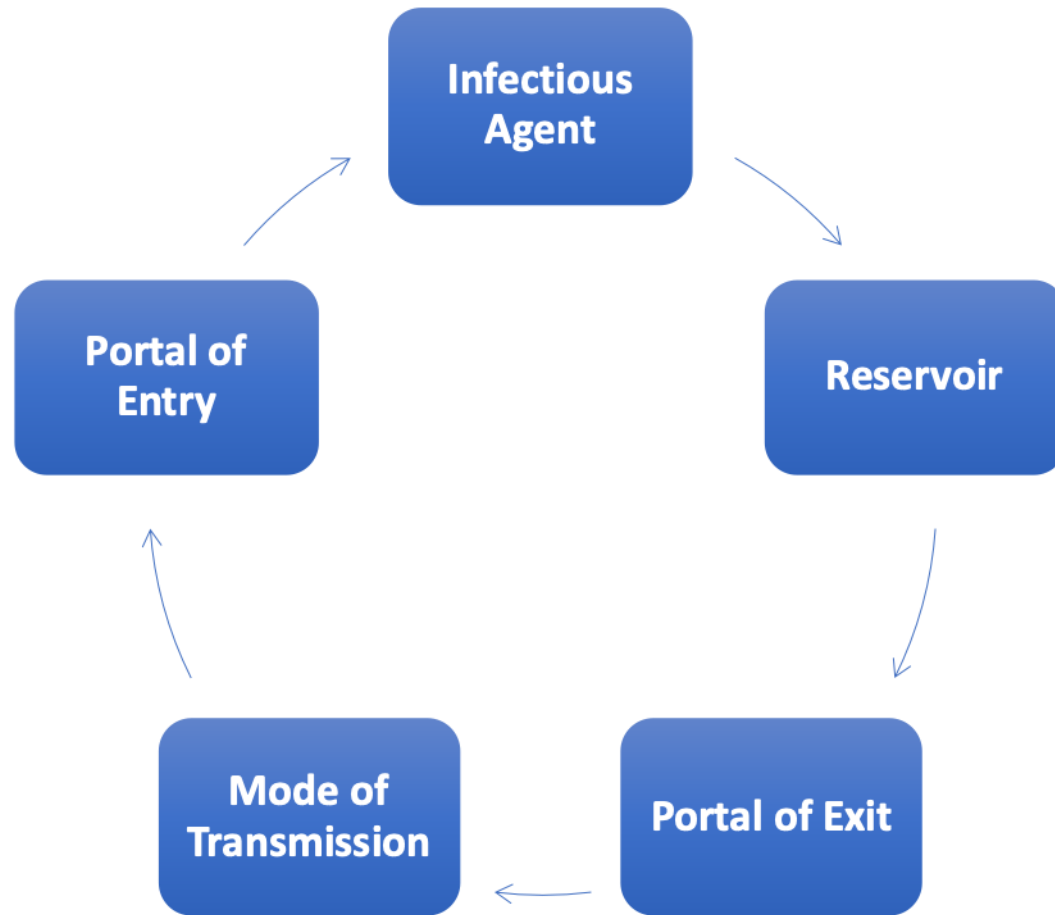 Infectious
Agent
Reservoir
Portal of Exit
Mode of
Transmission
Portal of
Entry